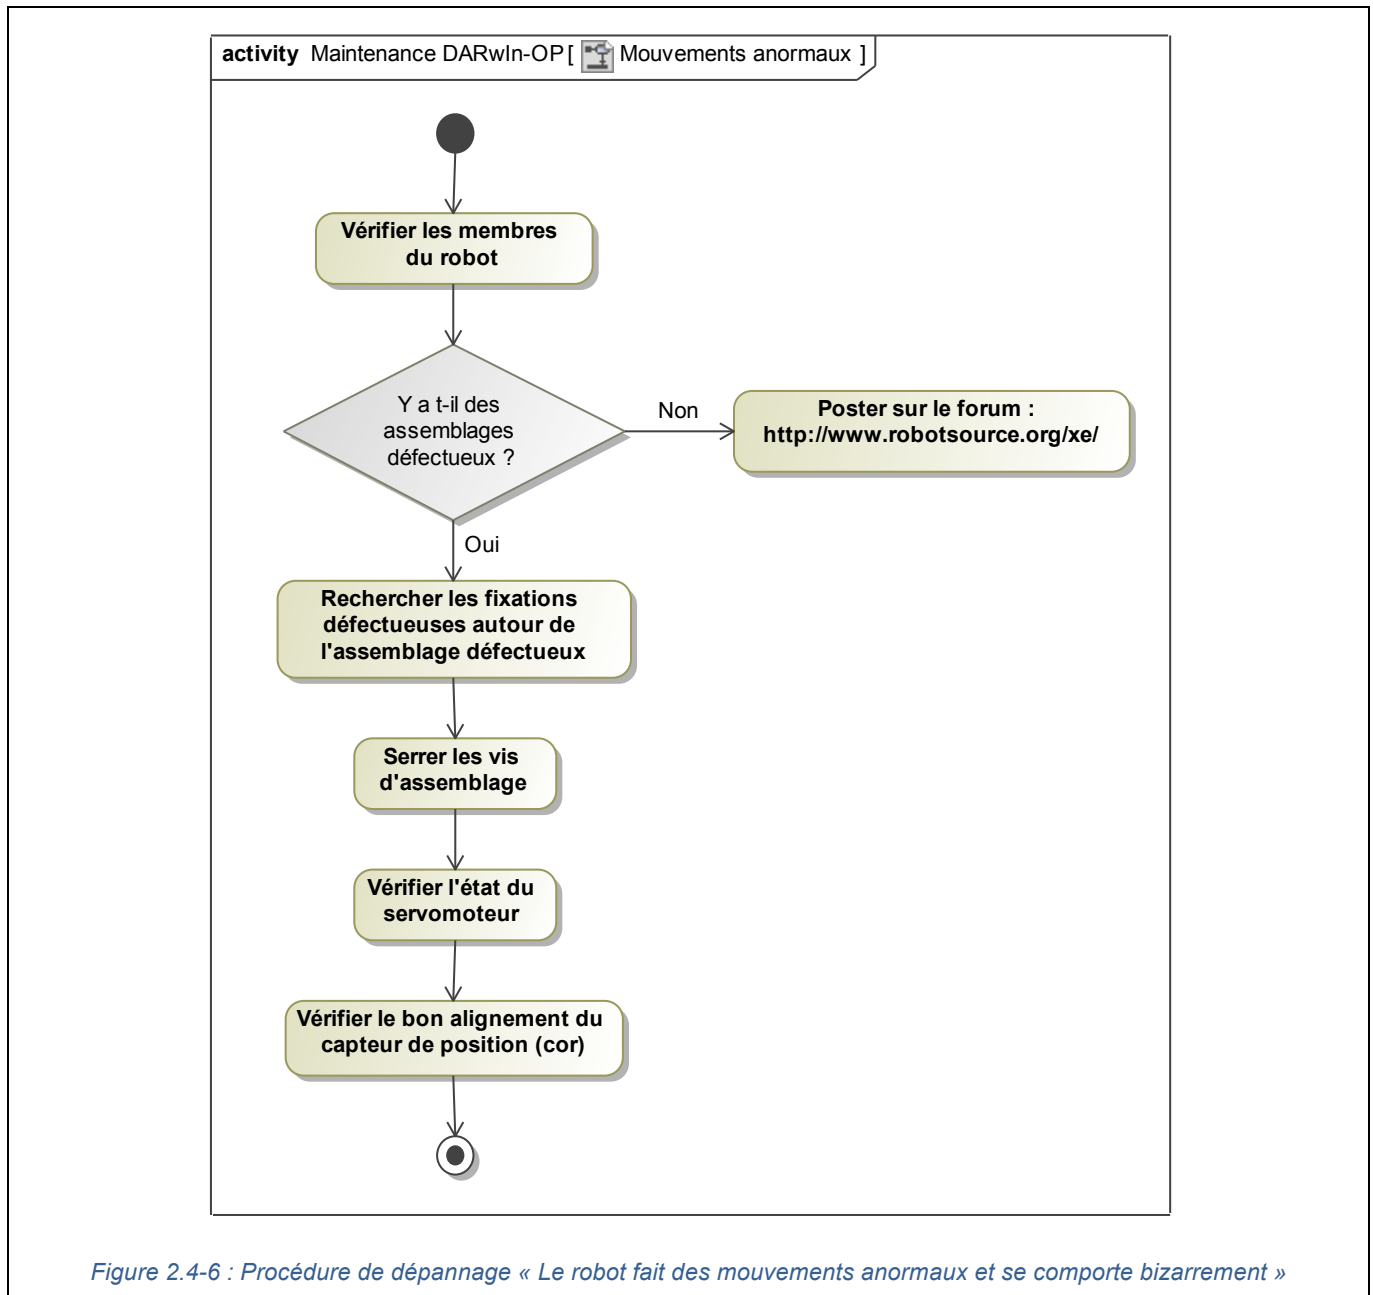 activity Maintenance DARwIn-OP [ Mouvements anormaux ]
Vérifier les membres
du robot
Y a t-il des
assemblages
défectueux ?
Non
Poster sur le forum :
http://www.robotsource.org/xe/
Oui
Rechercher les fixations
défectueuses autour de
l'assemblage défectueux
Serrer les vis
d'assemblage
Vérifier l'état du
servomoteur
Vérifier le bon alignement du
capteur de position (cor)
Figure 2.4-6 : Procédure de dépannage « Le robot fait des mouvements anormaux et se comporte bizarrement »